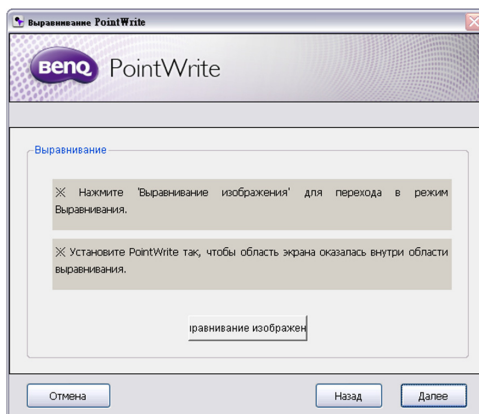 Выравнивание PointWrite
BenQ PointWrite
Выравнивание
※ Нажмите 'Выравнивание изображения' для перехода в режим
Выравнивания.
※ Установите PointWrite так, чтобы область экрана оказалась внутри области
выравнивания.
равнивание изображен
Отмена Назад Далее